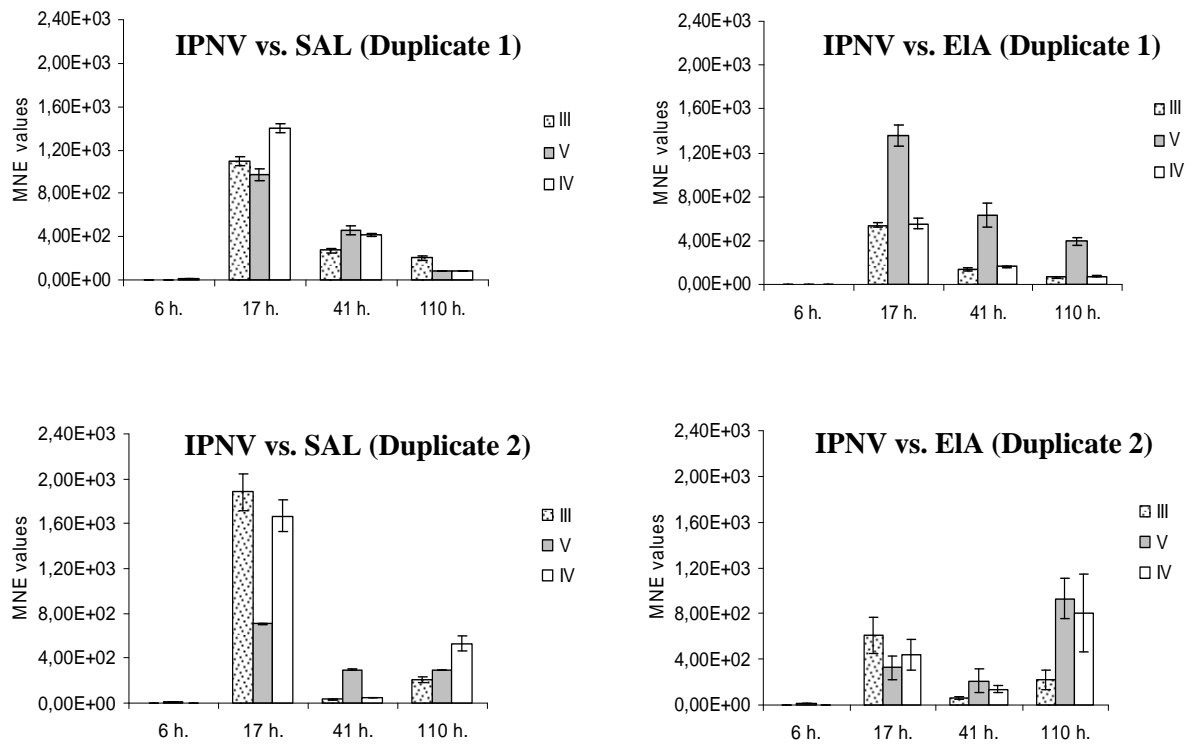 IPNV vs. SAL (Duplicate 1)
MNE values
2,40E+03
2,00E+03
1,60E+03
1,20E+03
8,00E+02
4,00E+02
0,00E+00
6 h.
17 h.
41 h.
110 h.
III
V
IV
IPNV vs. ElA (Duplicate 1)
MNE values
2,40E+03
2,00E+03
1,60E+03
1,20E+03
8,00E+02
4,00E+02
0,00E+00
6 h.
17 h.
41 h.
110 h.
III
V
IV
IPNV vs. SAL (Duplicate 2)
MNE values
2,40E+03
2,00E+03
1,60E+03
1,20E+03
8,00E+02
4,00E+02
0,00E+00
6 h.
17 h.
41 h.
110 h.
III
V
IV
IPNV vs. ElA (Duplicate 2)
MNE values
2,40E+03
2,00E+03
1,60E+03
1,20E+03
8,00E+02
4,00E+02
0,00E+00
6 h.
17 h.
41 h.
110 h.
III
V
IV